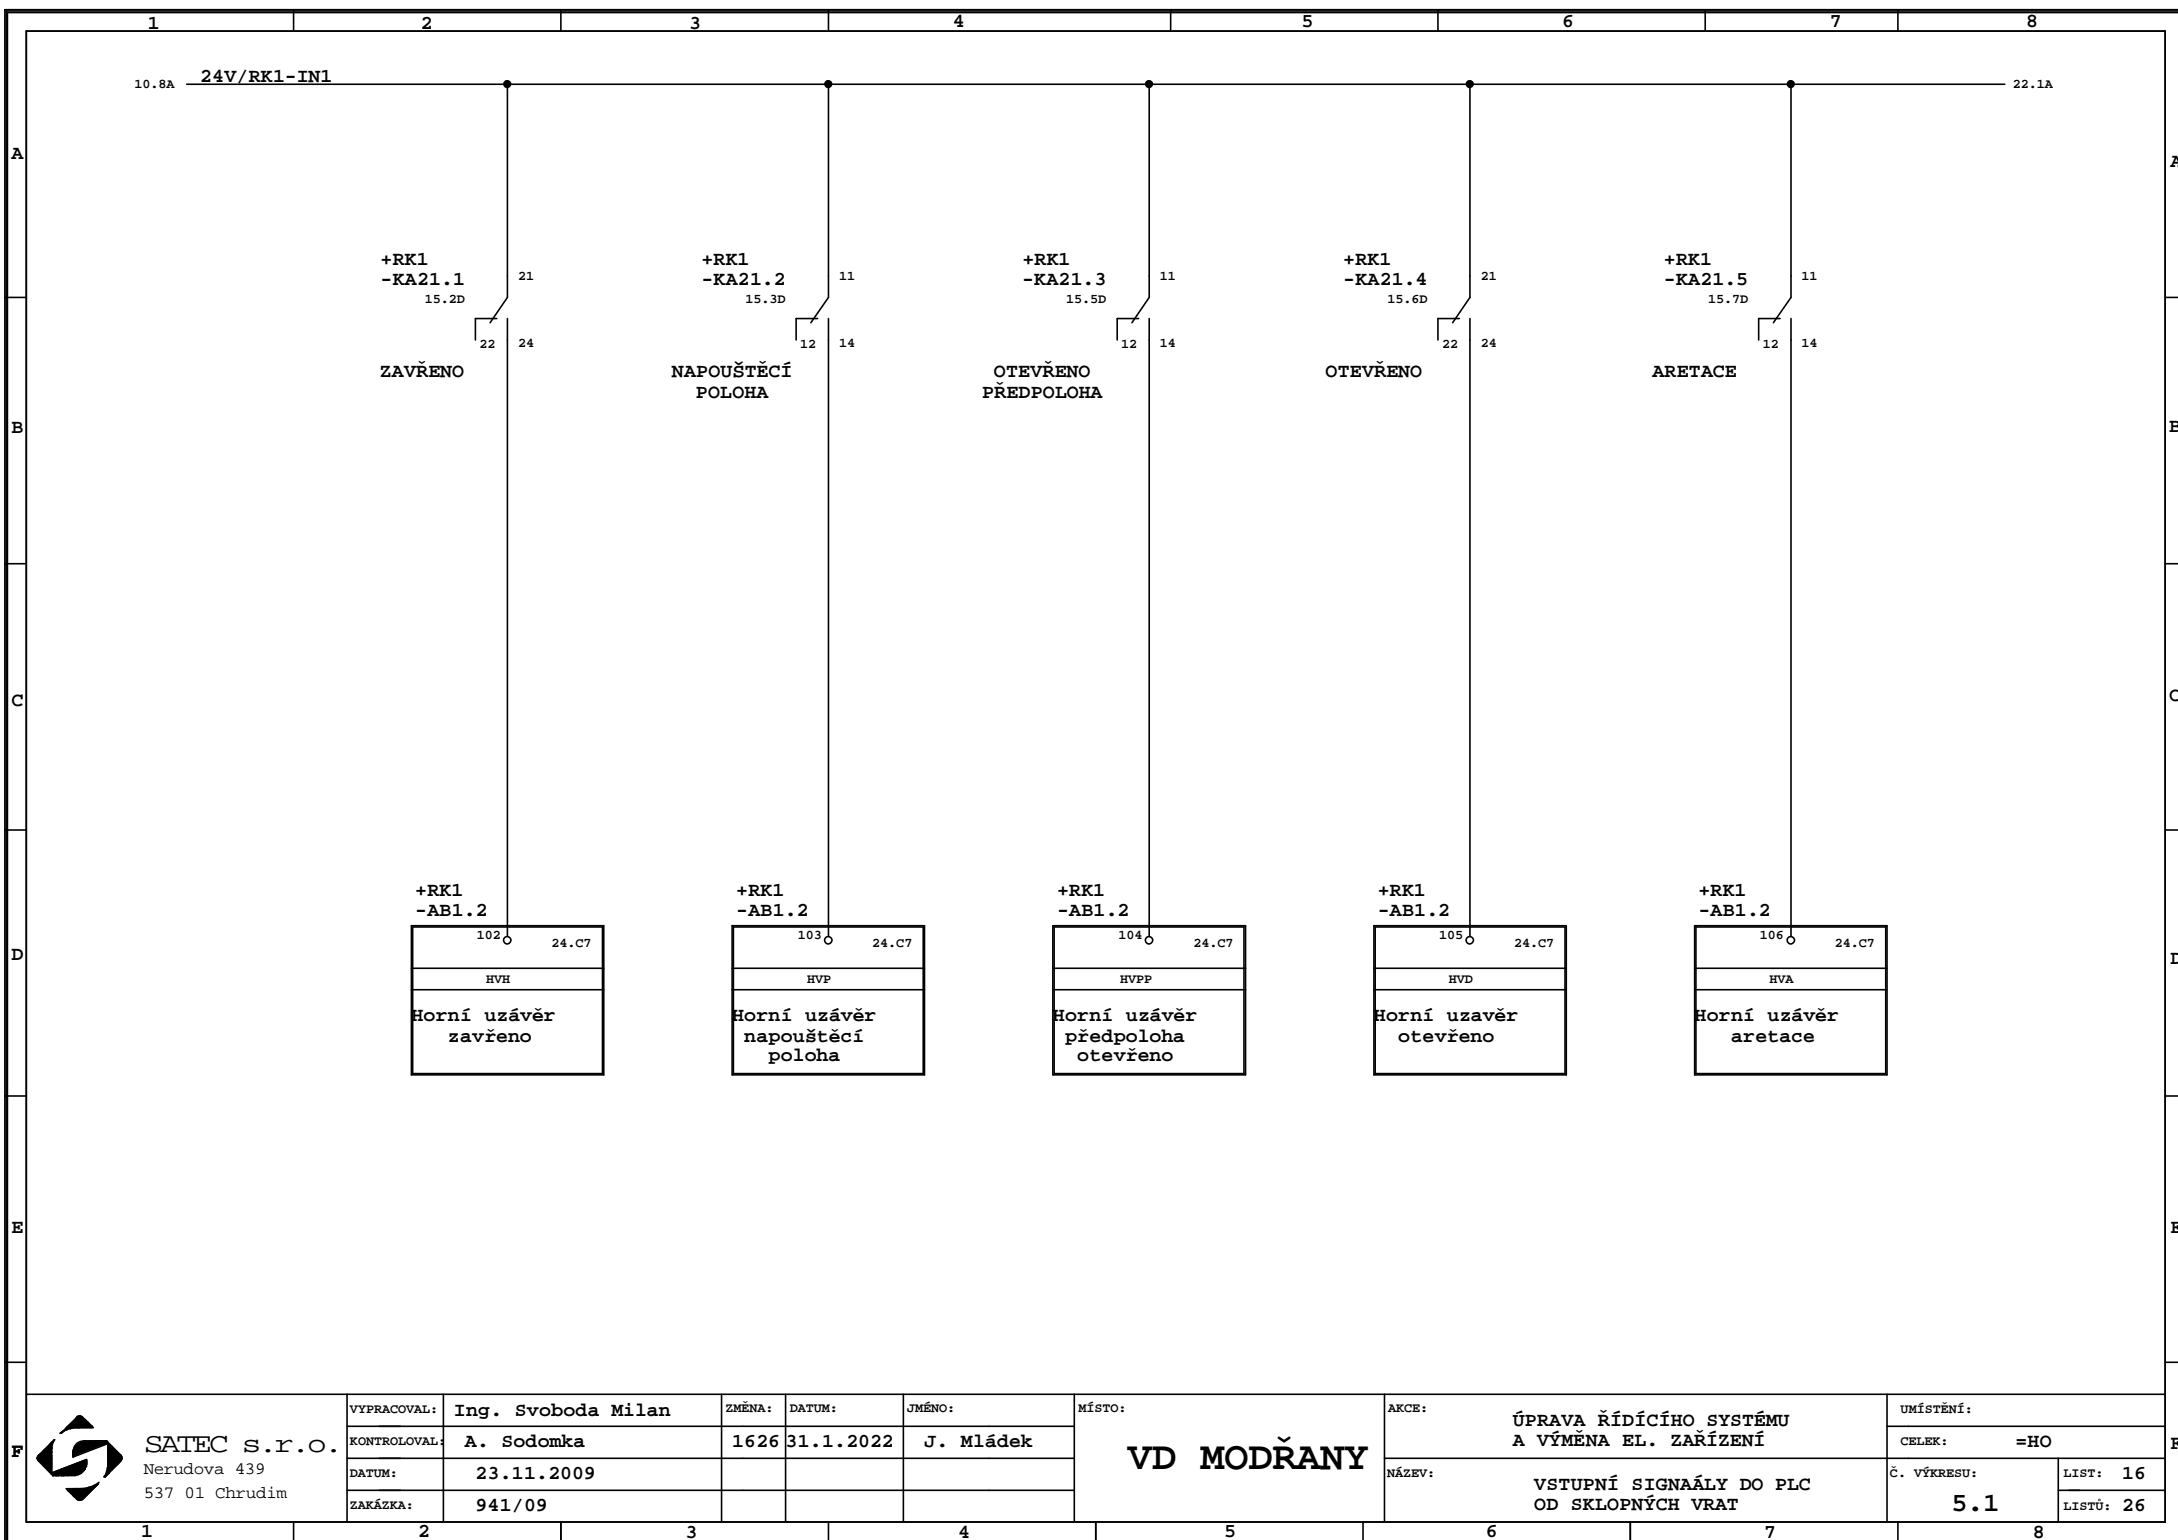 1 2 3 4 5 6 7 8
10.8A 24V/RK1-IN1 22.1A
A A
+RK1 +RK1 +RK1 +RK1 +RK1
-KA21.1 21 -KA21.2 11 -KA21.3 11 -KA21.4 21 -KA21.5 11
15.2D 15.3D 15.5D 15.6D 15.7D
22 24 12 14 12 14 22 24 12 14
ZAVŘENO NAPOUŠTĚCÍ OTEVŘENO OTEVŘENO ARETACE
POLOHA PŘEDPOLOHA
B B
C C
+RK1 +RK1 +RK1 +RK1 +RK1
-AB1.2 -AB1.2 -AB1.2 -AB1.2 -AB1.2
102 24.C7 103 24.C7 104 24.C7 105 24.C7 106 24.C7
D D
HVH HVP HVPP HVD HVA
Horní uzávěr Horní uzávěr Horní uzávěr Horní uzavěr Horní uzávěr
zavřeno napouštěcí předpoloha otevřeno aretace
poloha otevřeno
E E
F F
SATEC s.r.o.
Nerudova 439
537 01 Chrudim
VYPRACOVAL: Ing. Svoboda Milan
KONTROLOVAL: A. Sodomka
DATUM: 23.11.2009
ZAKÁZKA: 941/09
ZMĚNA: DATUM: JMÉNO:
1626 31.1.2022 J. Mládek
MÍSTO:
VD MODŘANY
AKCE: ÚPRAVA ŘÍDÍCÍHO SYSTÉMU
A VÝMĚNA EL. ZAŘÍZENÍ
NÁZEV: VSTUPNÍ SIGNAÁLY DO PLC
OD SKLOPNÝCH VRAT
UMÍSTĚNÍ:
CELEK: =HO
Č. VÝKRESU: 5.1
LIST: 16
LISTŮ: 26
1 2 3 4 5 6 7 8